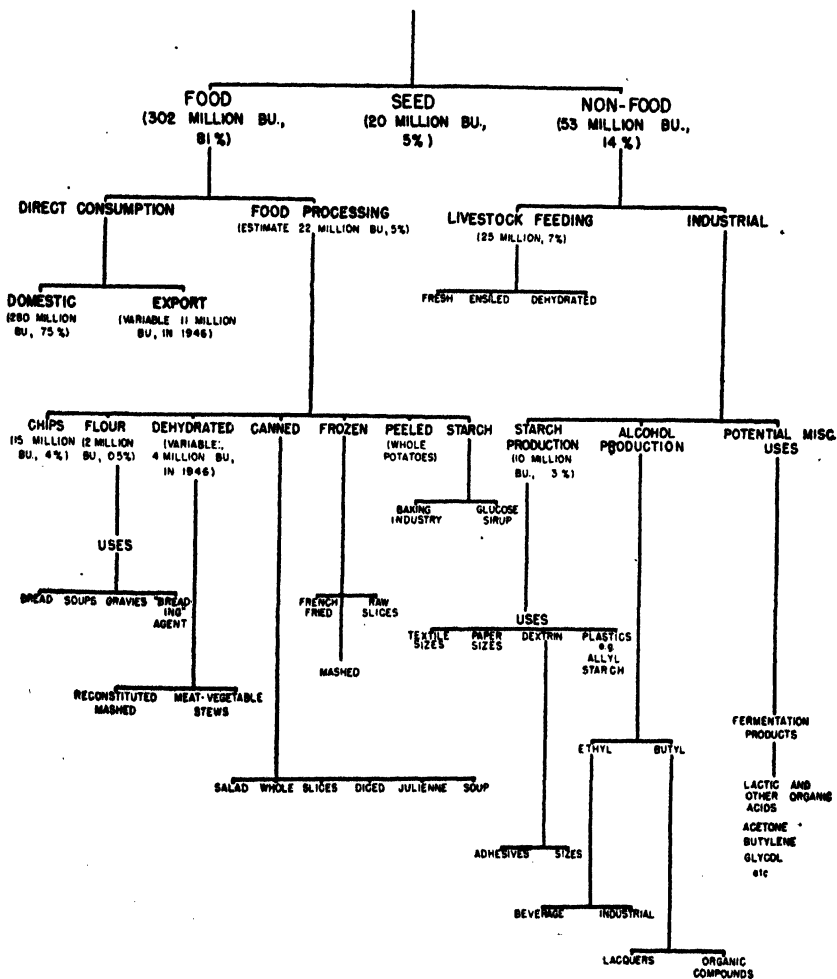 FOOD
(302 MILLION BU.,
81%)
SEED
(20 MILLION BU.,
5%)
NON-FOOD
(53 MILLION BU.,
14%)
DIRECT CONSUMPTION
FOOD PROCESSING
(ESTIMATE 22 MILLION BU, 5%)
LIVESTOCK FEEDING
(25 MILLION, 7%)
INDUSTRIAL
DOMESTIC
(280 MILLION
BU, 75%)
EXPORT
(VARIABLE 11 MILLION
BU, IN 1946)
FRESH ENSILED DEHYDRATED
CHIPS
(15 MILLION
BU., 4%)
FLOUR
(2 MILLION
BU, 05%)
DEHYDRATED
(VARIABLE:,
4 MILLION BU,
IN 1946)
CANNED
FROZEN
PEELED
(WHOLE
POTATOES)
STARCH
STARCH
PRODUCTION
(10 MILLION
BU., 3%)
ALCOHOL
PRODUCTION
POTENTIAL MISC.
USES
BAKING
INDUSTRY
GLUCOSE
SIRUP
USES
BREAD SOUPS GRAVIES "BREAD-
ING"
AGENT
FRENCH
FRIED
RAW
SLICES
MASHED
USES
TEXTILE
SIZES
PAPER
SIZES
DEXTRIN
PLASTICS
e.g.
ALLYL
STARCH
RECONSTITUTED
MASHED
MEAT-VEGETABLE
STEWS
FERMENTATION
PRODUCTS
ETHYL BUTYL
SALAD WHOLE SLICES DICED JULIENNE SOUP
LACTIC AND
OTHER ORGANIC
ACIDS
ACETONE
BUTYLENE
GLYCOL
etc
ADHESIVES SIZES
BEVERAGE INDUSTRIAL
LACQUERS ORGANIC
COMPOUNDS